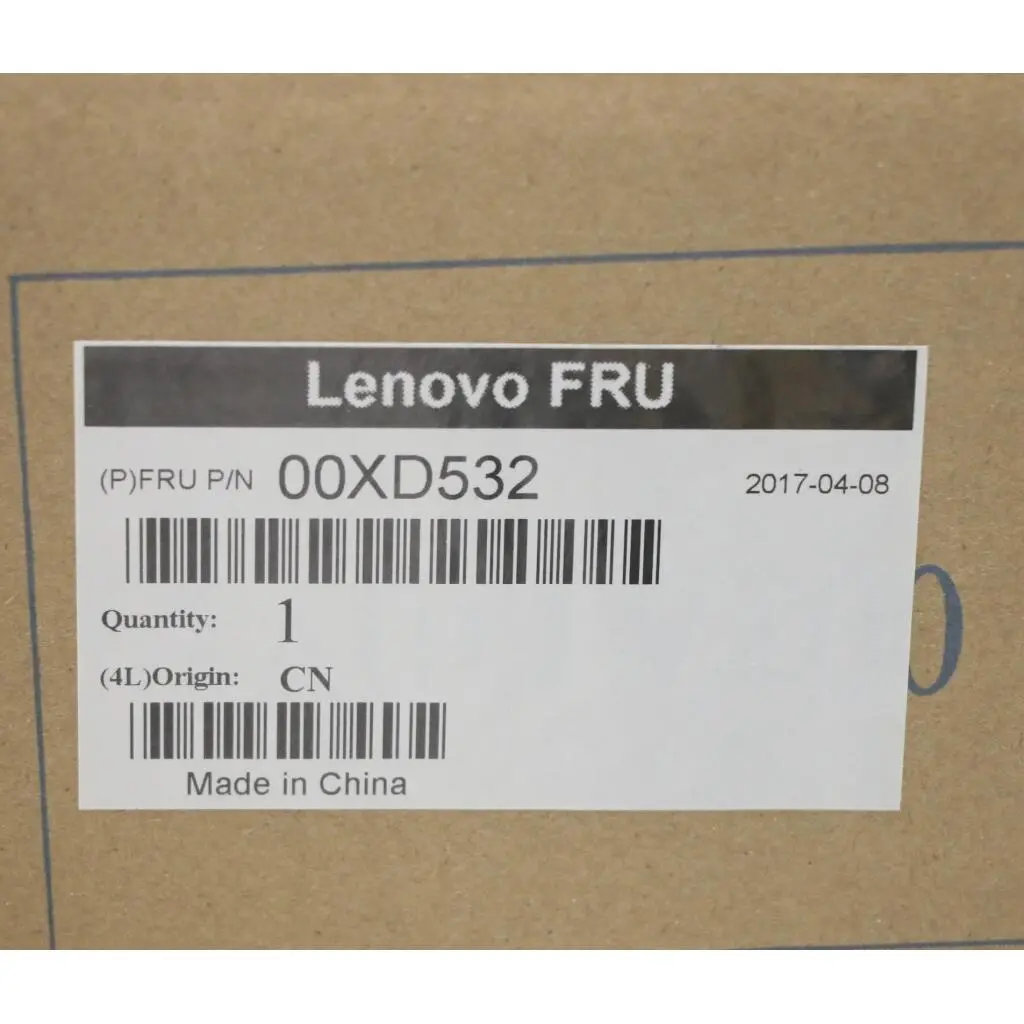 Lenovo FRU
(P)FRU P/N 00XD532 2017-04-08
Quantity: 1
(4L)Origin: CN
Made in China